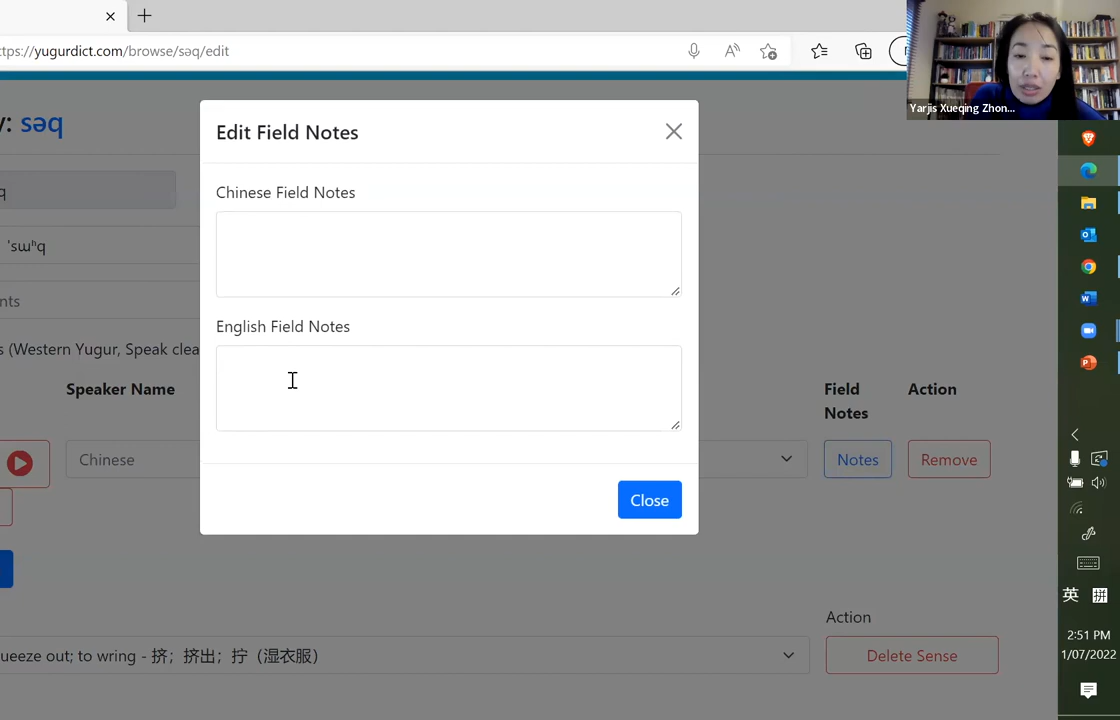 ttps://yugurdict.com/browse/səq/edit
Yarjis Xueqing Zhon...
y: səq
Edit Field Notes
q
Chinese Field Notes
ˈsɯʰq
nts
English Field Notes
s (Western Yugur, Speak clea
Speaker Name
Field
Notes
Action
Chinese
Notes
Remove
Close
英 拼
Action
2:51 PM
ueeze out; to wring - 挤；挤出；拧（湿衣服）
Delete Sense
1/07/2022